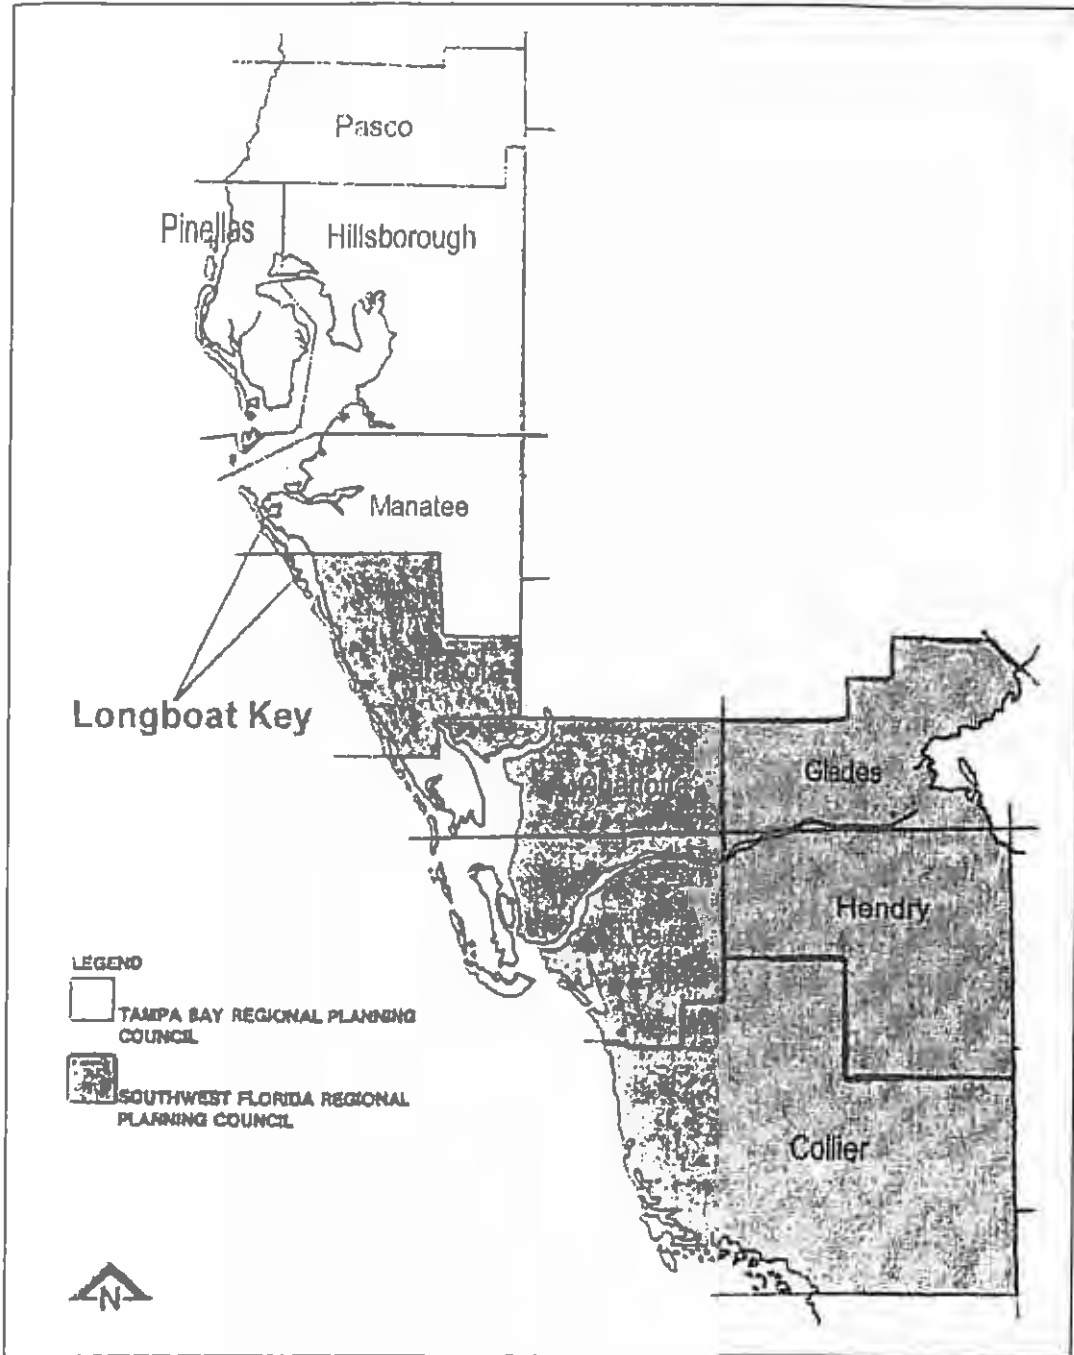 Pasco
Pinellas
Hillsborough
Manatee
Longboat Key
Glades
Hendry
LEGEND
TAMPA BAY REGIONAL PLANNING
COUNCIL
SOUTHWEST FLORIDA REGIONAL
PLANNING COUNCIL
Collier
N